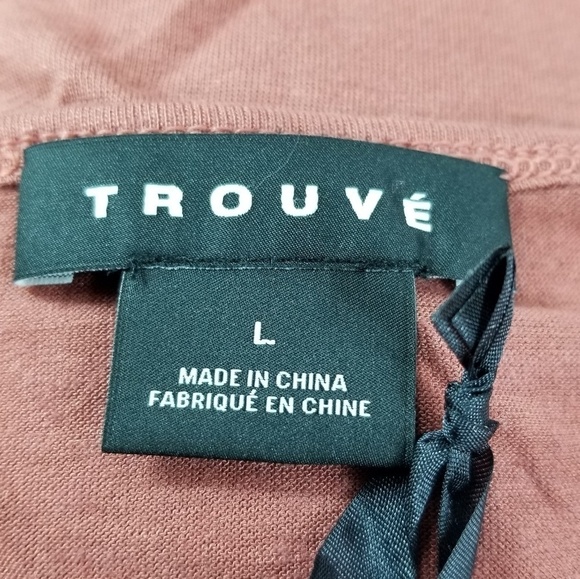 TROUVÉ
L
MADE IN CHINA
FABRIQUÉ EN CHINE